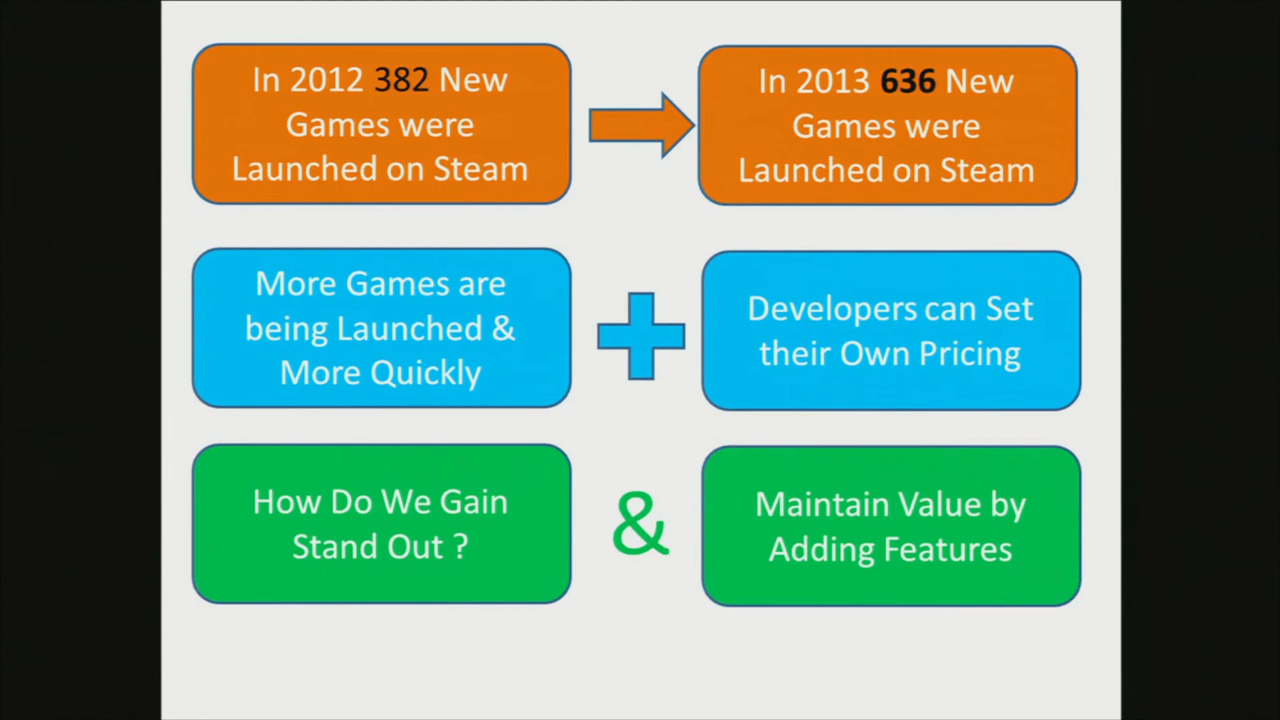 In 2012 382 New
Games were
Launched on Steam
In 2013 636 New
Games were
Launched on Steam
More Games are
being Launched &
More Quickly
Developers can Set
their Own Pricing
How Do We Gain
Stand Out ?
&
Maintain Value by
Adding Features